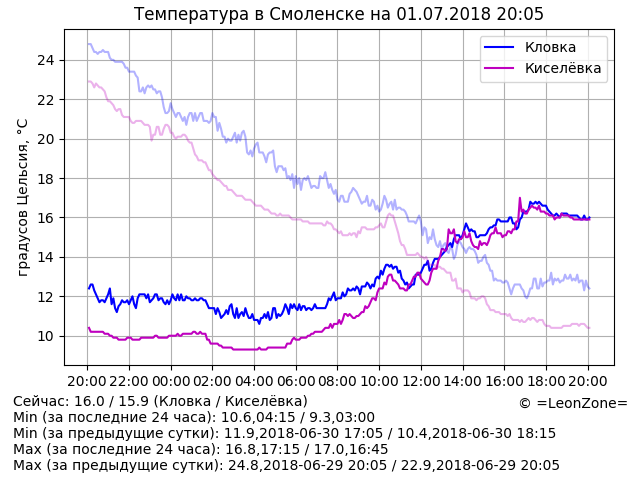 Температура в Смоленске на 01.07.2018 20:05
Кловка
Киселёвка
градусов Цельсия, °C
24
22
20
18
16
14
12
10
20:00 22:00 00:00 02:00 04:00 06:00 08:00 10:00 12:00 14:00 16:00 18:00 20:00
Сейчас: 16.0 / 15.9 (Кловка / Киселёвка)
© =LeonZone=
Min (за последние 24 часа): 10.6,04:15 / 9.3,03:00
Min (за предыдущие сутки): 11.9,2018-06-30 17:05 / 10.4,2018-06-30 18:15
Max (за последние 24 часа): 16.8,17:15 / 17.0,16:45
Max (за предыдущие сутки): 24.8,2018-06-29 20:05 / 22.9,2018-06-29 20:05